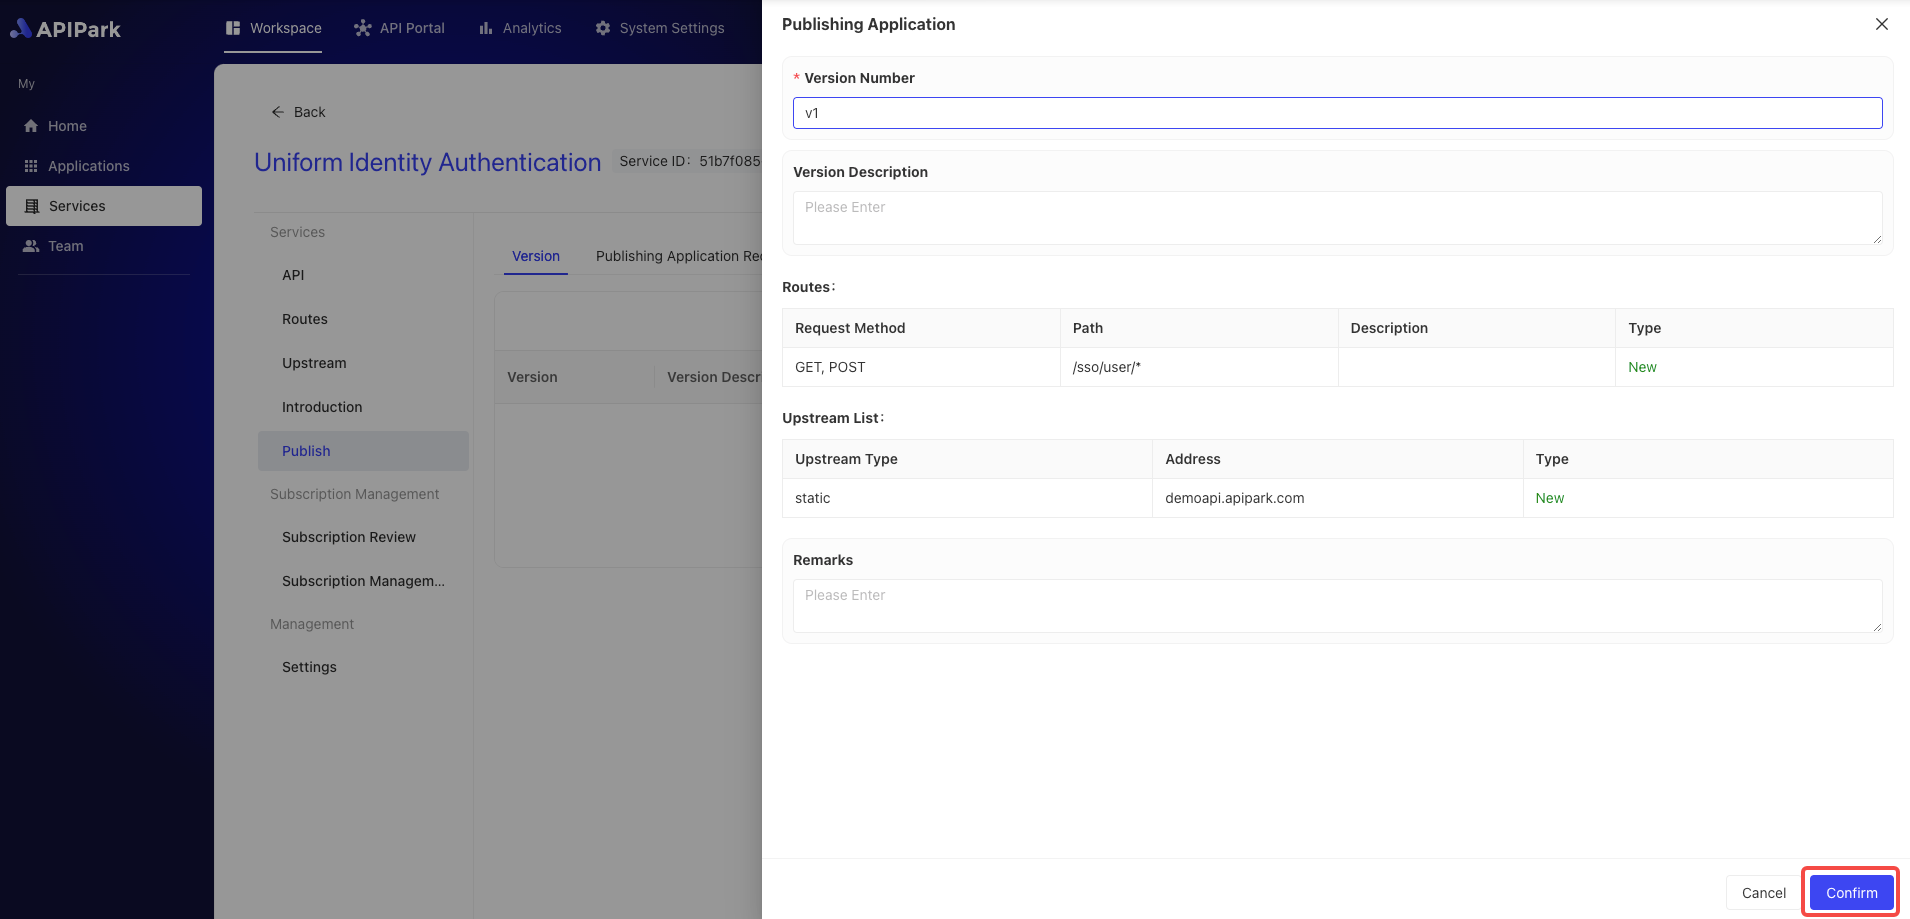 APIPark
Workspace
API Portal
Analytics
System Settings
My
Home
Applications
Services
Team
Back
Uniform Identity Authentication
Service ID: 51b7f085
Services
API
Routes
Upstream
Introduction
Publish
Subscription Management
Subscription Review
Subscription Managem...
Management
Settings
Version
Publishing Application Re
Version
Version Desc
Publishing Application
* Version Number
v1
Version Description
Please Enter
Routes:
Request Method Path Description Type
GET, POST /sso/user/* New
Upstream List:
Upstream Type Address Type
static demoapi.apipark.com New
Remarks
Please Enter
Cancel
Confirm